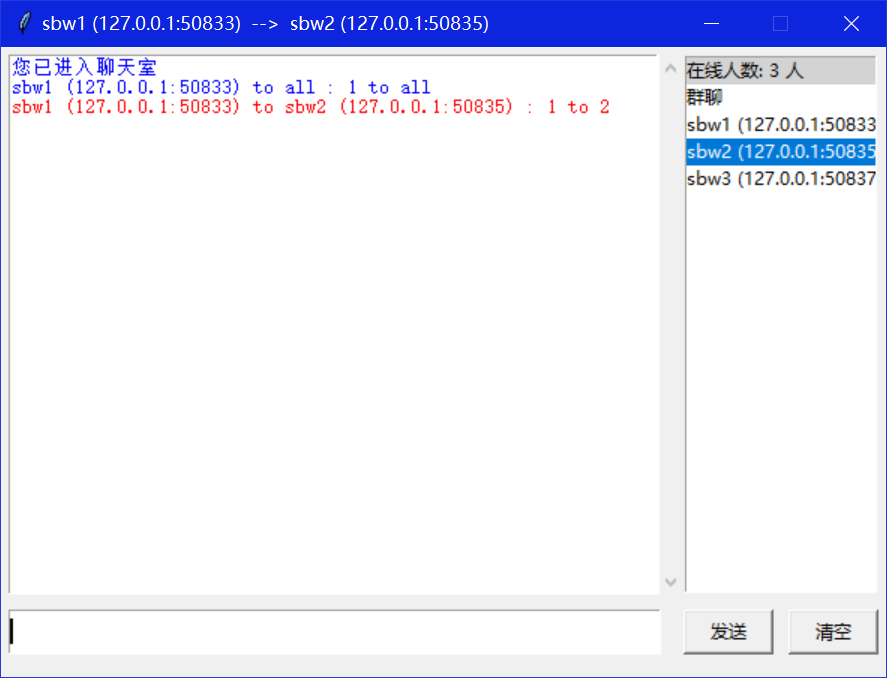 sbw1 (127.0.0.1:50833) --> sbw2 (127.0.0.1:50835)
您已进入聊天室
sbw1 (127.0.0.1:50833) to all : 1 to all
sbw1 (127.0.0.1:50833) to sbw2 (127.0.0.1:50835) : 1 to 2
在线人数: 3 人
群聊
sbw1 (127.0.0.1:50833
sbw2 (127.0.0.1:50835
sbw3 (127.0.0.1:50837
发送
清空